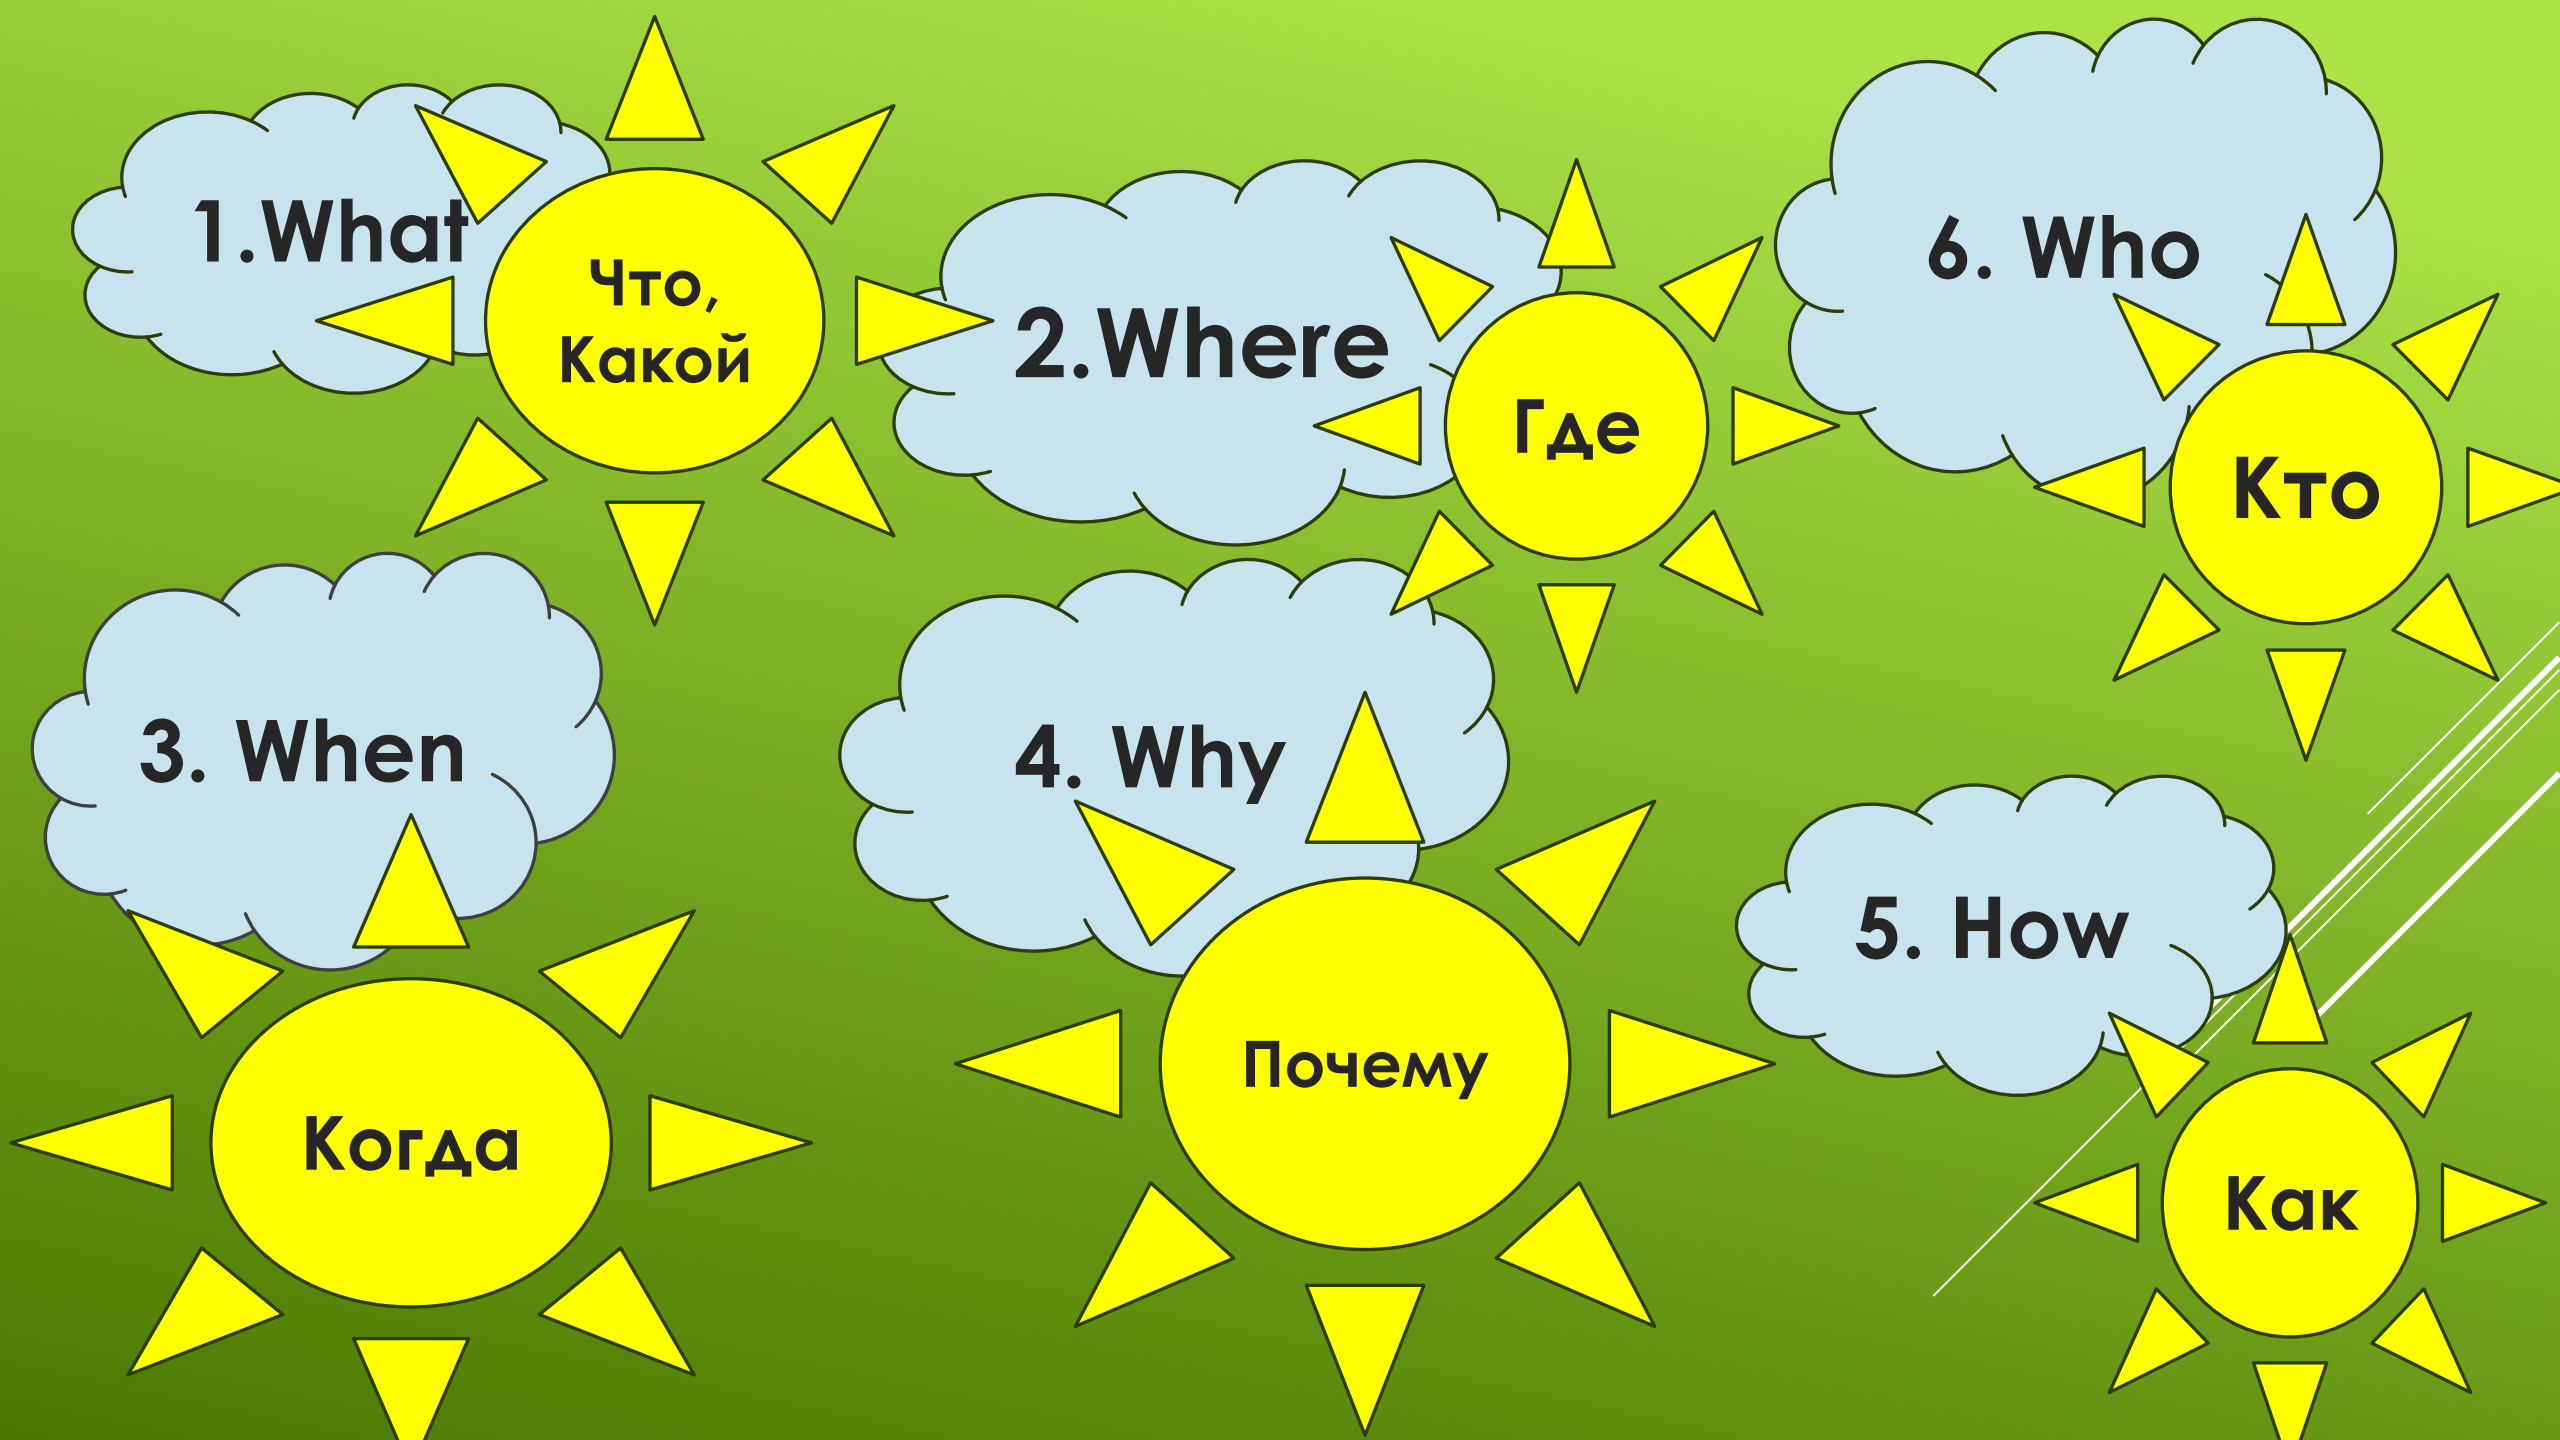 1.What
Что,
Какой
2.Where
Где
6. Who
Кто
3. When
Когда
4. Why
Почему
5. How
Как